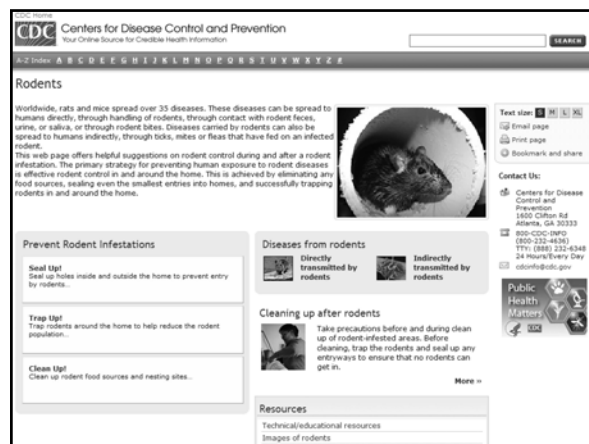 CDC Home
CDC
Centers for Disease Control and Prevention
Your Online Source for Credible Health Information
SEARCH
A-Z Index A B C D E F G H I J K L M N O P Q R S T U V W X Y Z #
Rodents
Worldwide, rats and mice spread over 35 diseases. These diseases can be spread to
humans directly, through handling of rodents, through contact with rodent feces,
urine, or saliva, or through rodent bites. Diseases carried by rodents can also be
spread to humans indirectly, through ticks, mites or fleas that have fed on an infected
rodent.
This web page offers helpful suggestions on rodent control during and after a rodent
infestation. The primary strategy for preventing human exposure to rodent diseases
is effective rodent control in and around the home. This is achieved by eliminating any
food sources, sealing even the smallest entries into homes, and successfully trapping
rodents in and around the home.
Text size: S M L XL
Email page
Print page
Bookmark and share
Contact Us:
Centers for Disease
Control and
Prevention
1600 Clifton Rd
Atlanta, GA 30333
800-CDC-INFO
(800-232-4636)
TTY: (888) 232-6348
24 Hours/Every Day
cdcinfo@cdc.gov
Public
Health
Matters
CDC
Prevent Rodent Infestations
Seal Up!
Seal up holes inside and outside the home to prevent entry
by rodents...
Trap Up!
Trap rodents around the home to help reduce the rodent
population...
Clean Up!
Clean up rodent food sources and nesting sites...
Diseases from rodents
Directly
transmitted by
rodents
Indirectly
transmitted by
rodents
Cleaning up after rodents
Take precautions before and during clean
up of rodent-infested areas. Before
cleaning, trap the rodents and seal up any
entryways to ensure that no rodents can
get in.
More »
Resources
Technical/educational resources
Images of rodents